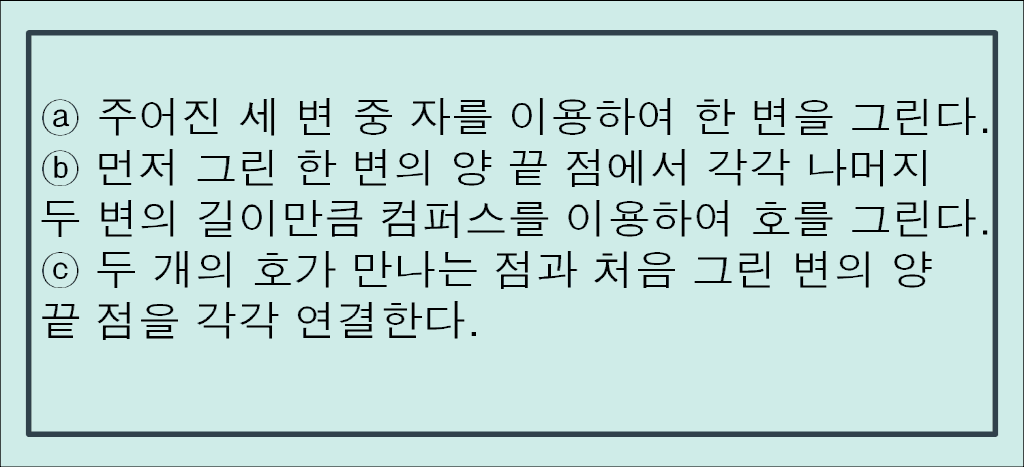 ⓐ 주어진 세 변 중 자를 이용하여 한 변을 그린다.
ⓑ 먼저 그린 한 변의 양 끝 점에서 각각 나머지
두 변의 길이만큼 컴퍼스를 이용하여 호를 그린다.
ⓒ 두 개의 호가 만나는 점과 처음 그린 변의 양
끝 점을 각각 연결한다.